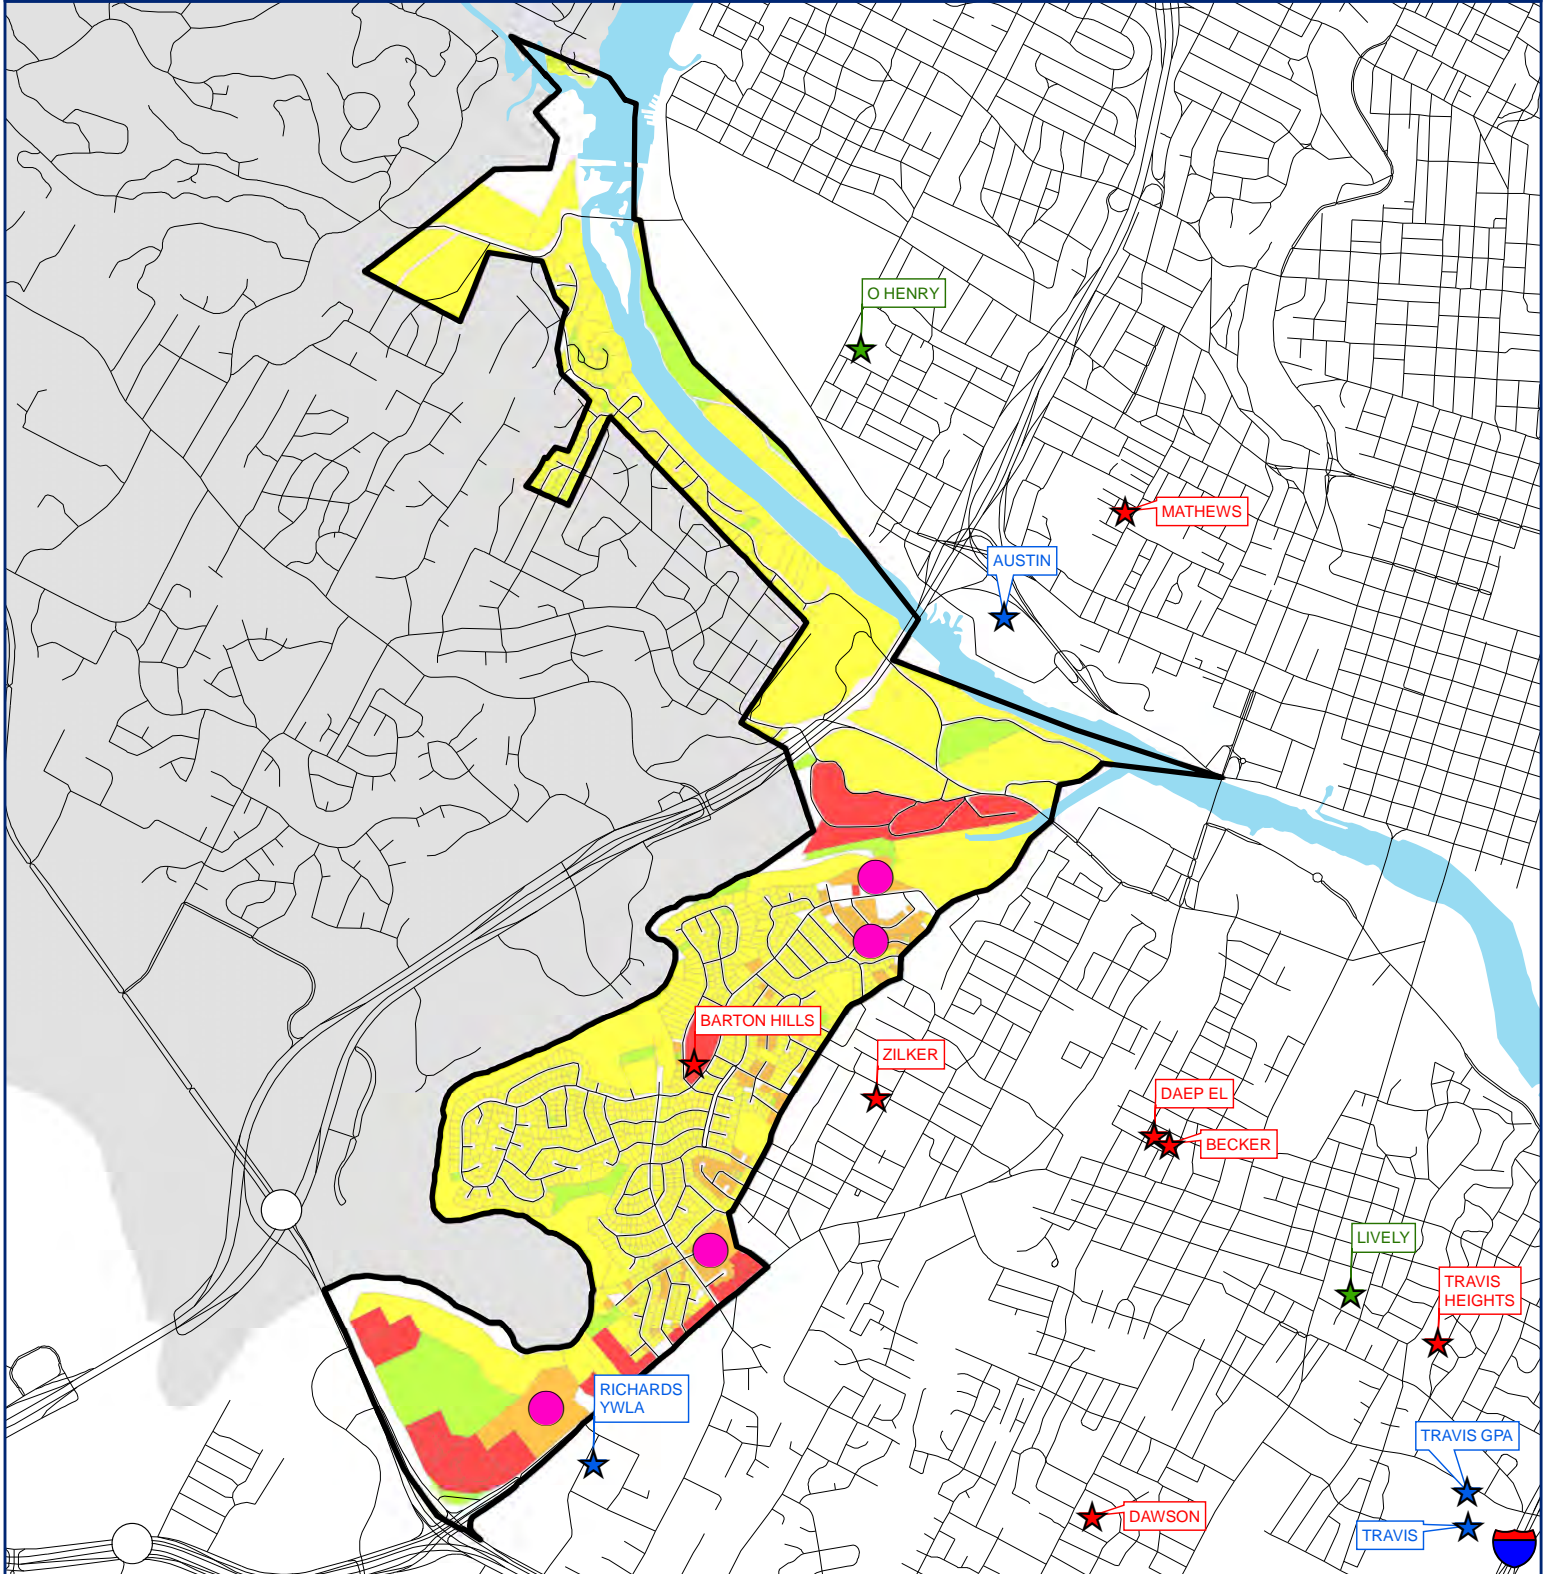 O HENRY
MATHEWS
AUSTIN
BARTON HILLS
ZILKER
DAEP EL
BECKER
LIVELY
TRAVIS
HEIGHTS
RICHARDS
YWLA
TRAVIS GPA
DAWSON
TRAVIS